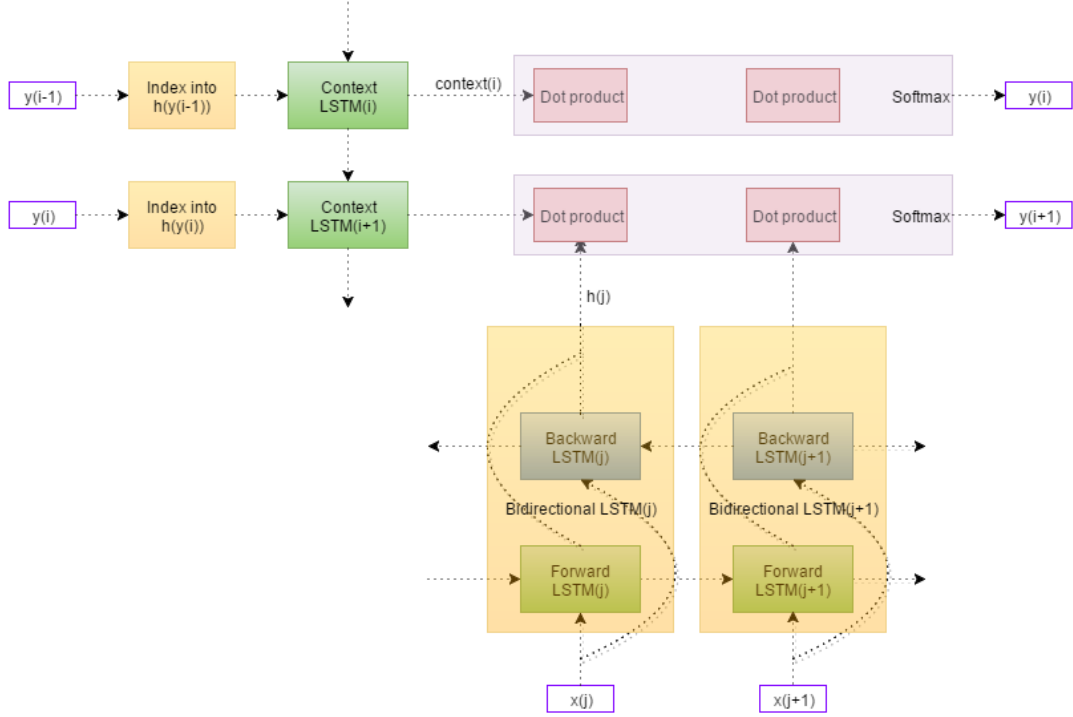 context(i)
y(i-1)
Index into
h(y(i-1))
Context
LSTM(i)
Dot product
Dot product
Softmax
y(i)
y(i)
Index into
h(y(i))
Context
LSTM(i+1)
Dot product
Dot product
Softmax
y(i+1)
h(j)
Backward
LSTM(j)
Backward
LSTM(j+1)
Bidirectional LSTM(j)
Bidirectional LSTM(j+1)
Forward
LSTM(j)
Forward
LSTM(j+1)
x(j)
x(j+1)